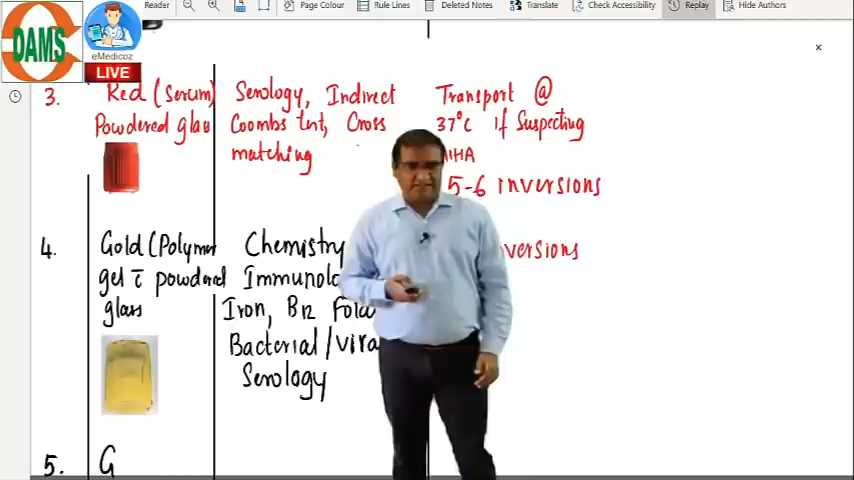 Reader
Page Colour
Rule Lines
Deleted Notes
Translate
Check Accessibility
Replay
Hide Authors
DAMS
eMedicoz
LIVE
3. Red (Serum) Serology, Indirect Transport @
Powdered glass Coombs test, Cross 37°C If Suspecting
matching
5-6 inversions
4. Gold (Polymer Chemistry
gel c̄ powdered
glass Iron, B12
Bacterial/
Serology
5. G